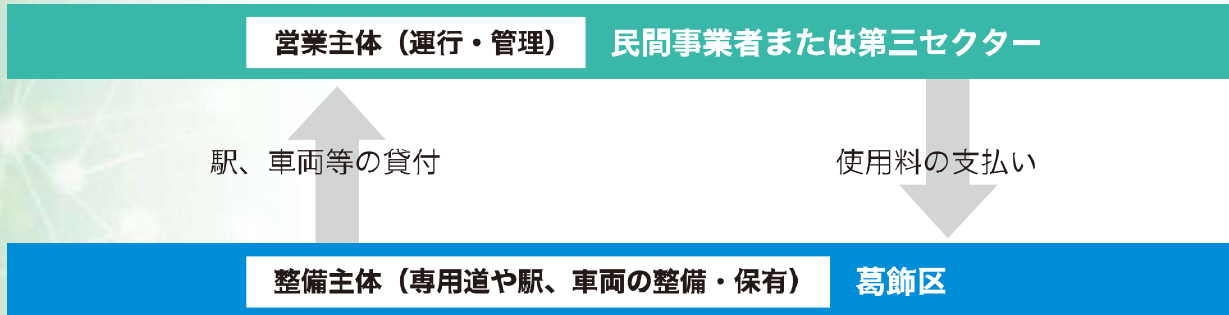 営業主体（運行・管理） 民間事業者または第三セクター
駅、車両等の貸付 使用料の支払い
整備主体（専用道や駅、車両の整備・保有） 葛飾区